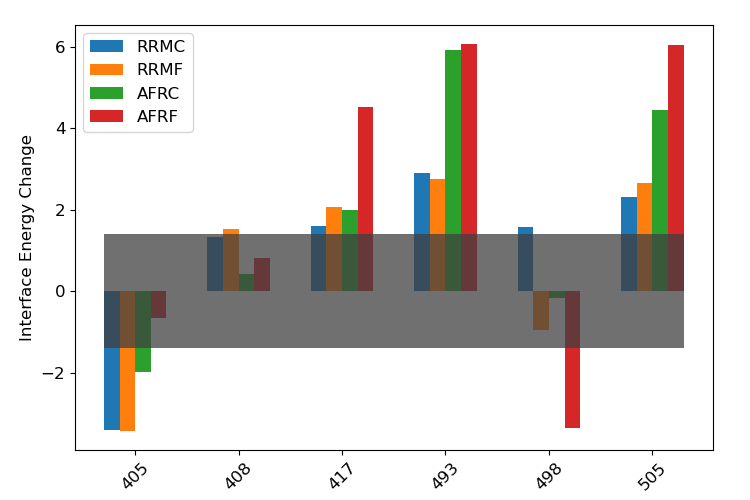 RRMC
RRMF
AFRC
AFRF
Interface Energy Change
6
4
2
0
−2
405
408
417
493
498
505